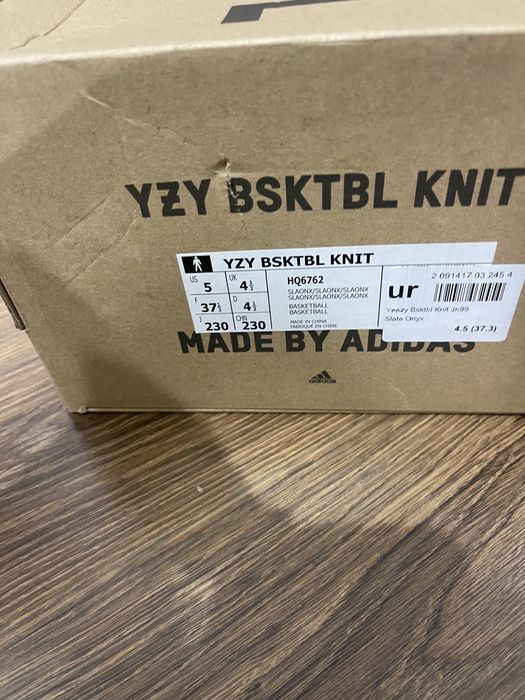 YZY BSKTBL KNIT
YZY BSKTBL KNIT
US 5 UK 4½
F 37⅓ D 4½
J 230 CHN 230
HQ6762
SLAONX/SLAONX/SLAONX
SLAONX/SLAONX/SLAONX
BASKETBALL
BASKETBALL
MADE IN CHINA
FABRIQUÉ EN CHINE
2 091417 03 245 4
ur
Yeezy Bsktbl Knit Jn99
Slate Onyx
4.5 (37.3)
MADE BY ADIDAS
adidas